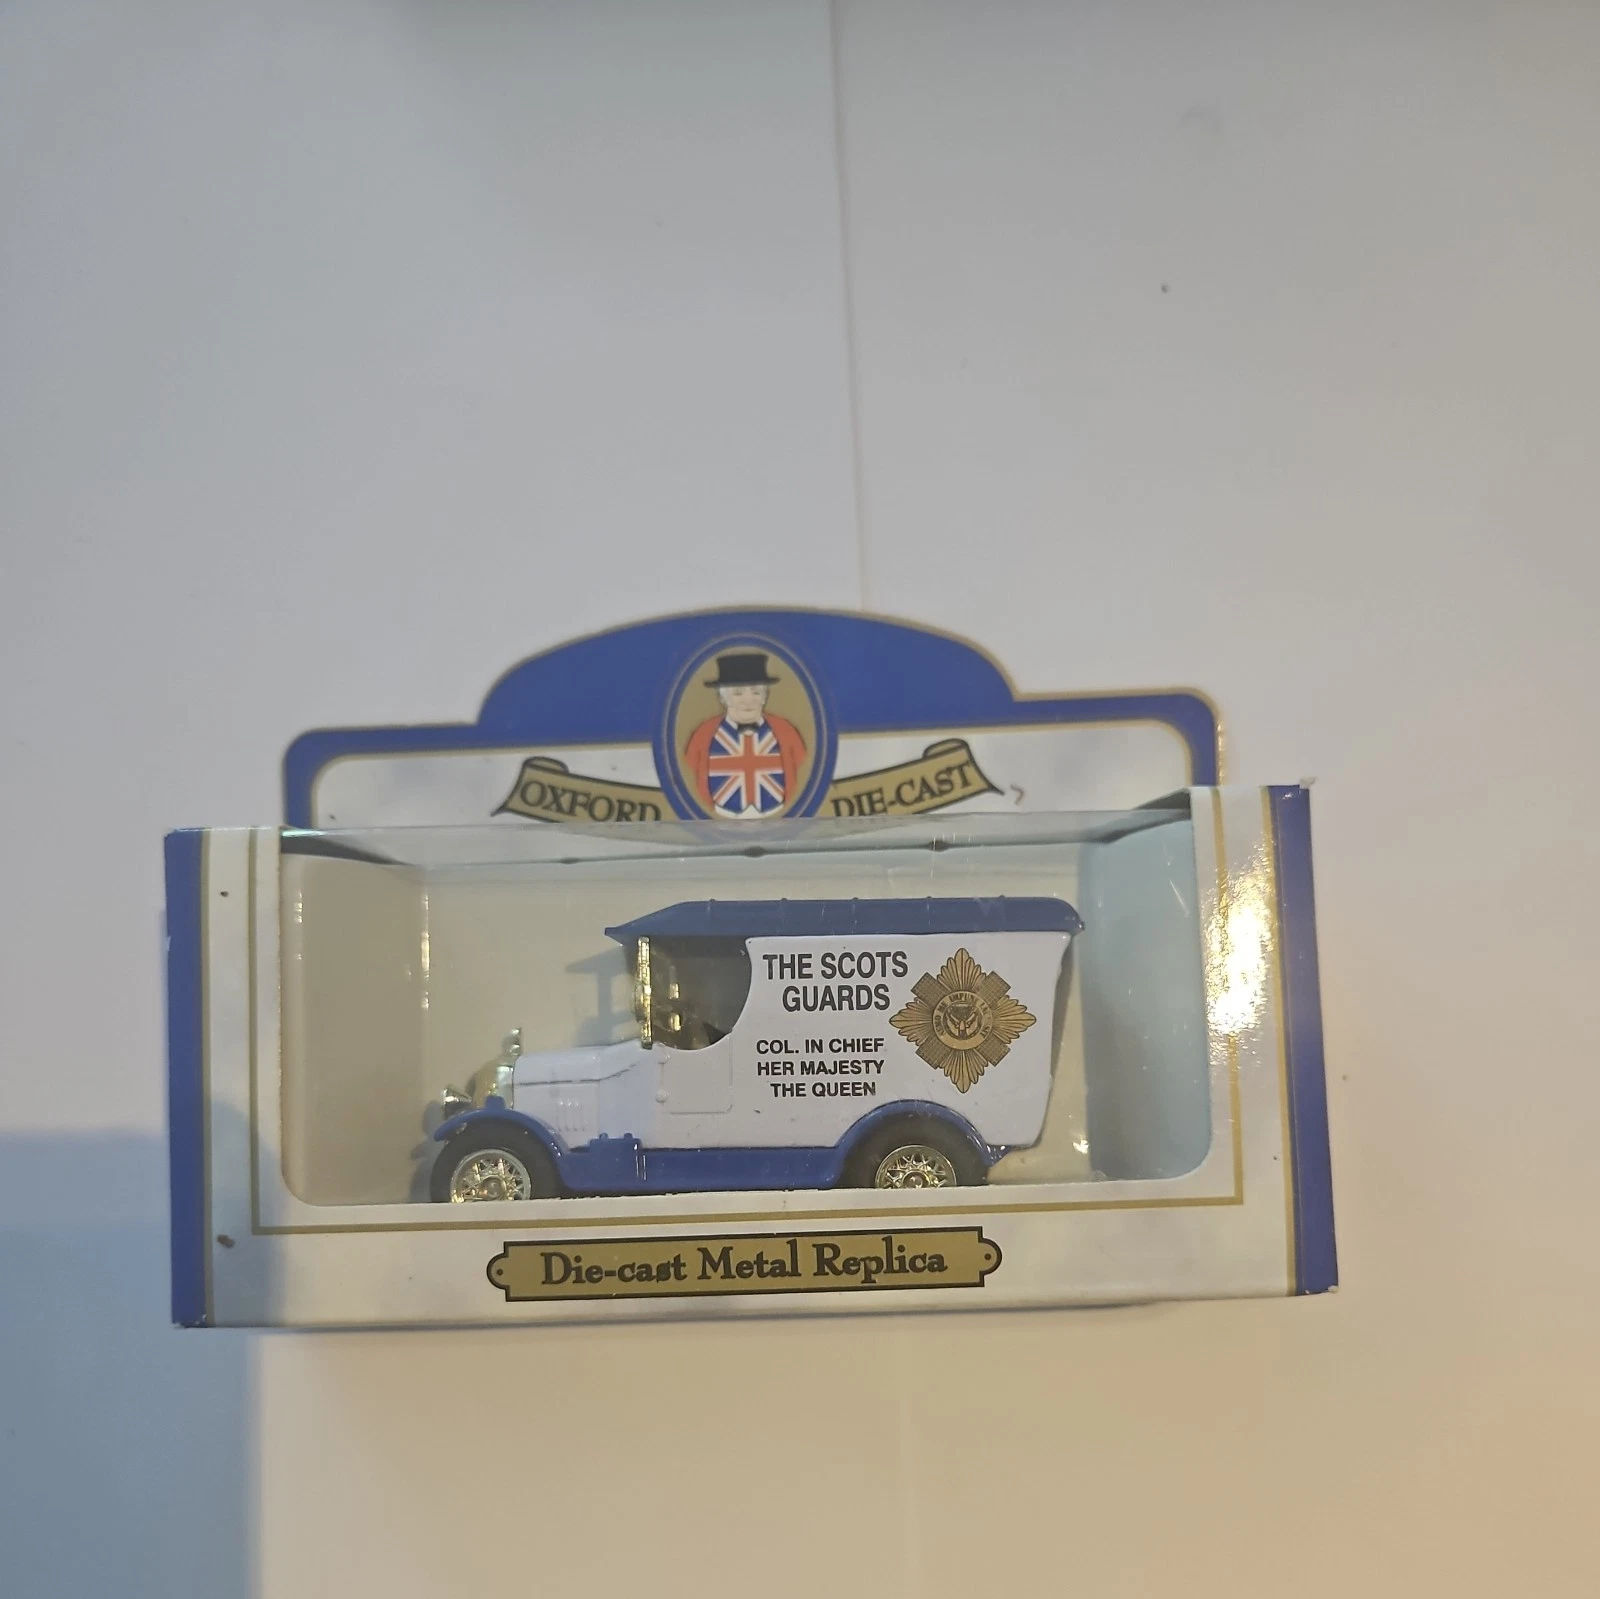 OXFORD DIE-CAST
THE SCOTS
GUARDS
COL. IN CHIEF
HER MAJESTY
THE QUEEN
Die-cast Metal Replica